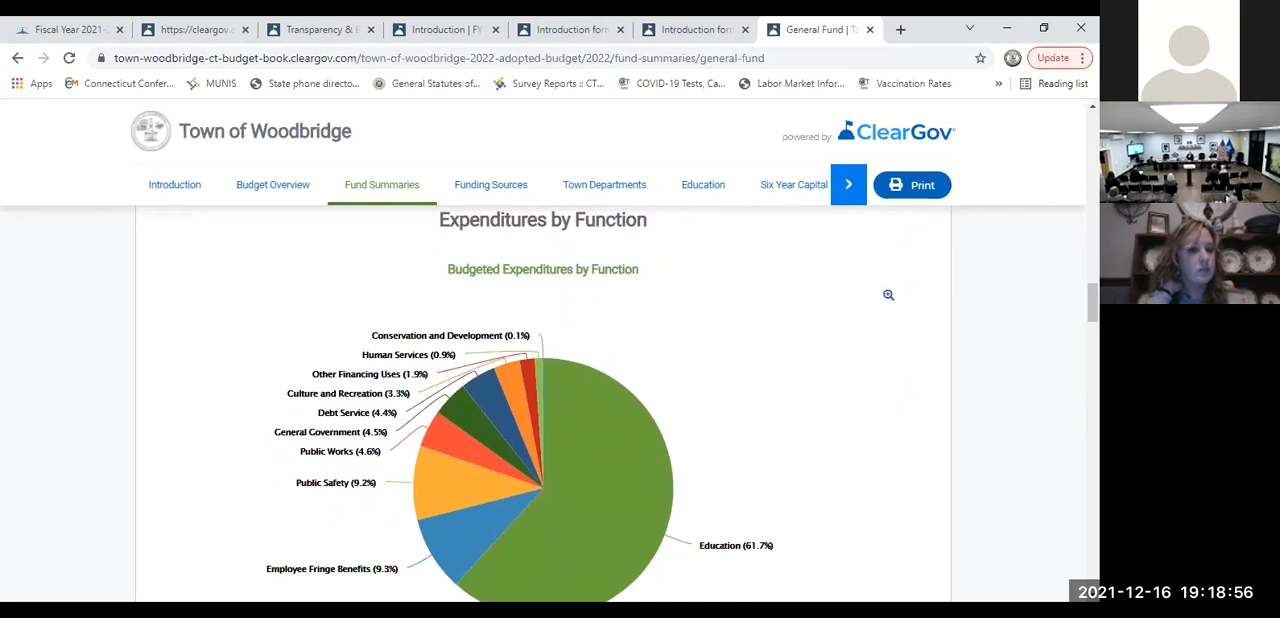 Fiscal Year 2021-
https://cleargov.c
Transparency & E
Introduction | FY
Introduction form
Introduction form
General Fund | To
town-woodbridge-ct-budget-book.cleargov.com/town-of-woodbridge-2022-adopted-budget/2022/fund-summaries/general-fund
Update
Apps
Connecticut Confer...
MUNIS
State phone directo...
General Statutes of...
Survey Reports :: CT...
COVID-19 Tests, Ca...
Labor Market Infor...
Vaccination Rates
»
Reading list
Town of Woodbridge
powered by ClearGov
Introduction
Budget Overview
Fund Summaries
Funding Sources
Town Departments
Education
Six Year Capital
Print
Expenditures by Function
Budgeted Expenditures by Function
Conservation and Development (0.1%)
Human Services (0.9%)
Other Financing Uses (1.9%)
Culture and Recreation (3.3%)
Debt Service (4.4%)
General Government (4.5%)
Public Works (4.6%)
Public Safety (9.2%)
Education (61.7%)
Employee Fringe Benefits (9.3%)
2021-12-16 19:18:56